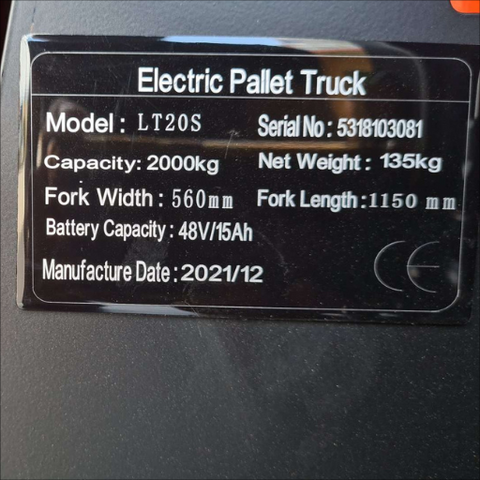 Electric Pallet Truck
Model : LT20S Serial No : 5318103081
Capacity: 2000kg Net Weight : 135kg
Fork Width : 560mm Fork Length :1150 mm
Battery Capacity : 48V/15Ah
Manufacture Date : 2021/12
CE